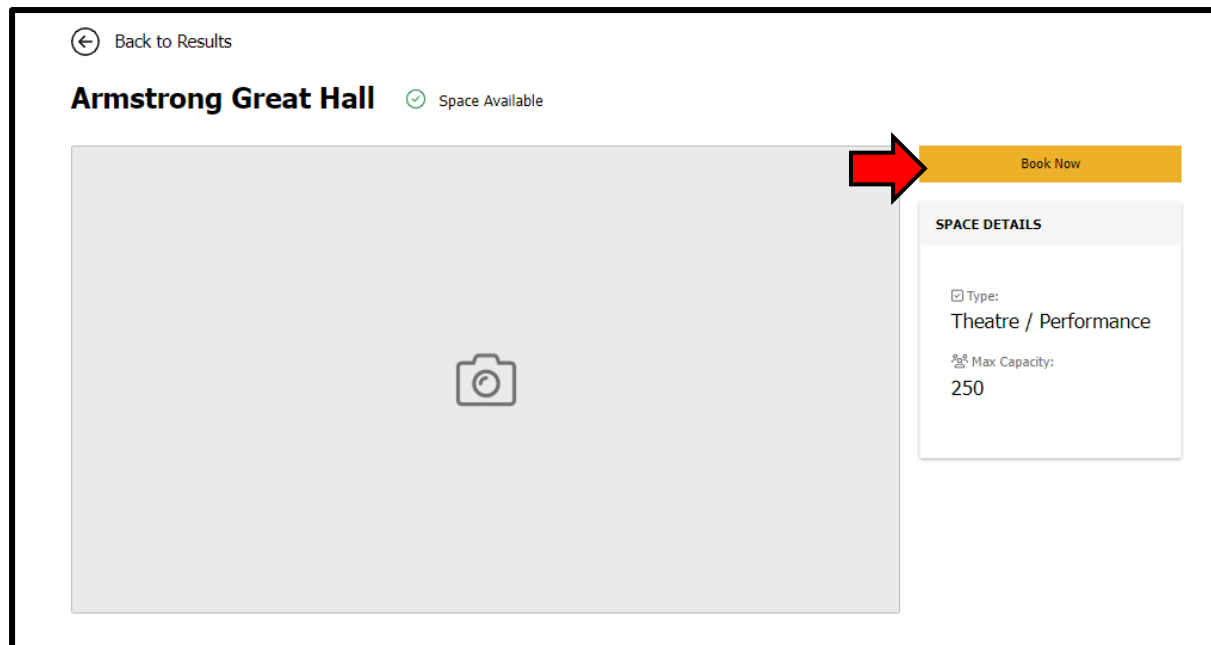 Back to Results
Armstrong Great Hall Space Available
Book Now
SPACE DETAILS
Type:
Theatre / Performance
Max Capacity:
250